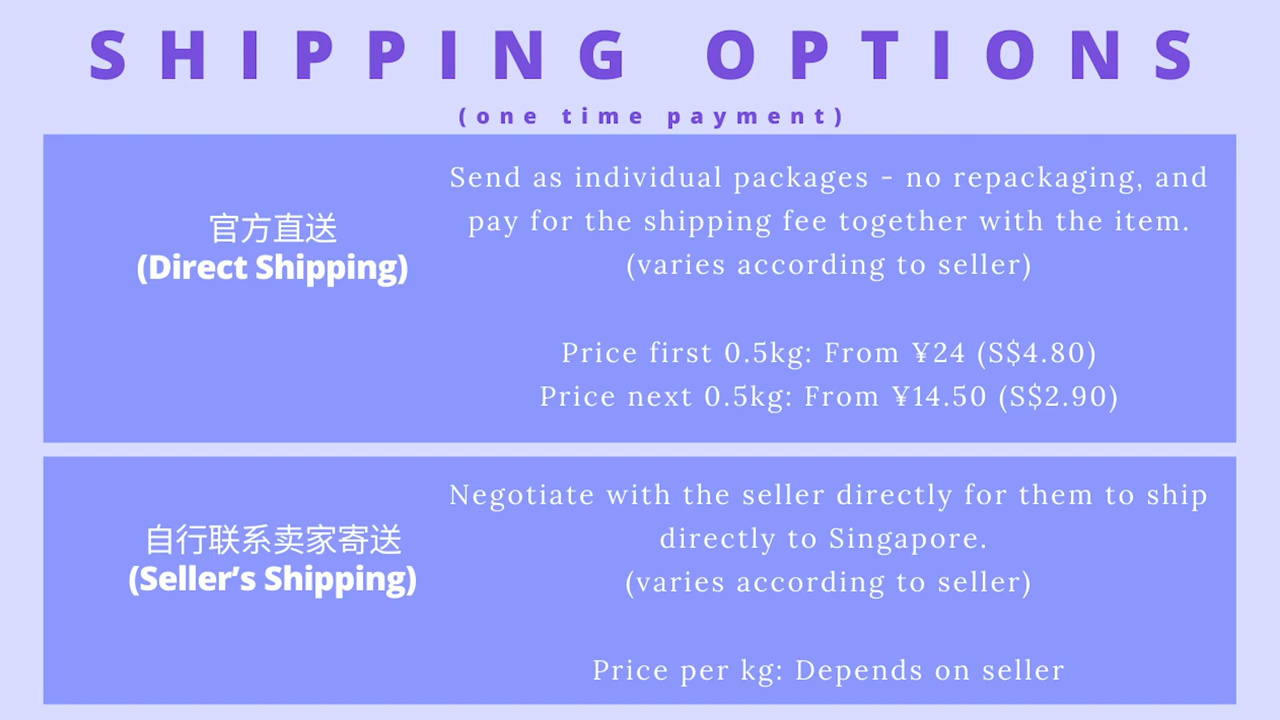 SHIPPING OPTIONS
(one time payment)
官方直送
(Direct Shipping)
Send as individual packages - no repackaging, and
pay for the shipping fee together with the item.
(varies according to seller)
Price first 0.5kg: From ¥24 (S$4.80)
Price next 0.5kg: From ¥14.50 (S$2.90)
自行联系卖家寄送
(Seller’s Shipping)
Negotiate with the seller directly for them to ship
directly to Singapore.
(varies according to seller)
Price per kg: Depends on seller